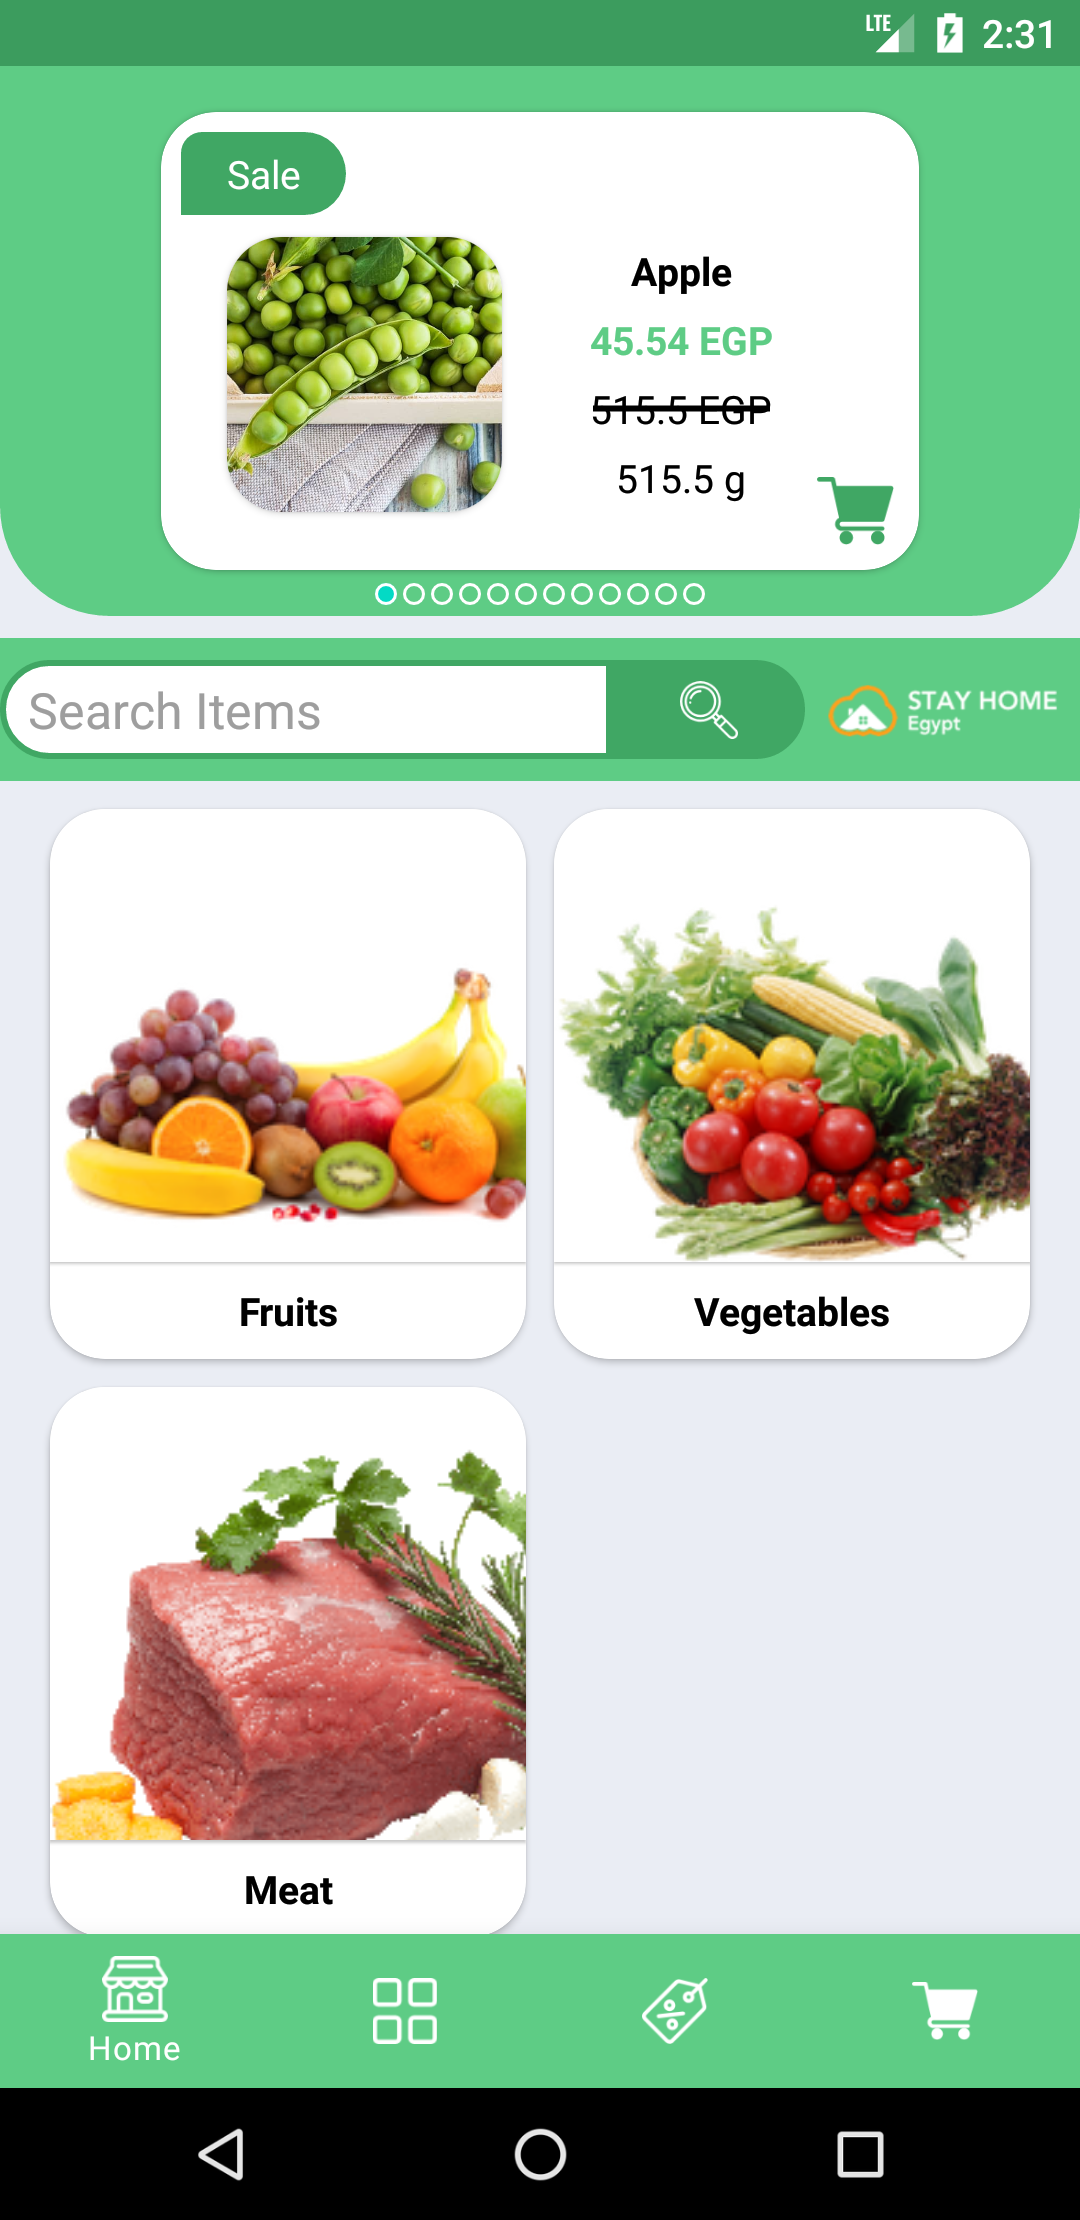 LTE 2:31
Sale
Apple
45.54 EGP
515.5 EGP
515.5 g
Search Items
STAY HOME
Egypt
Fruits
Vegetables
Meat
Home